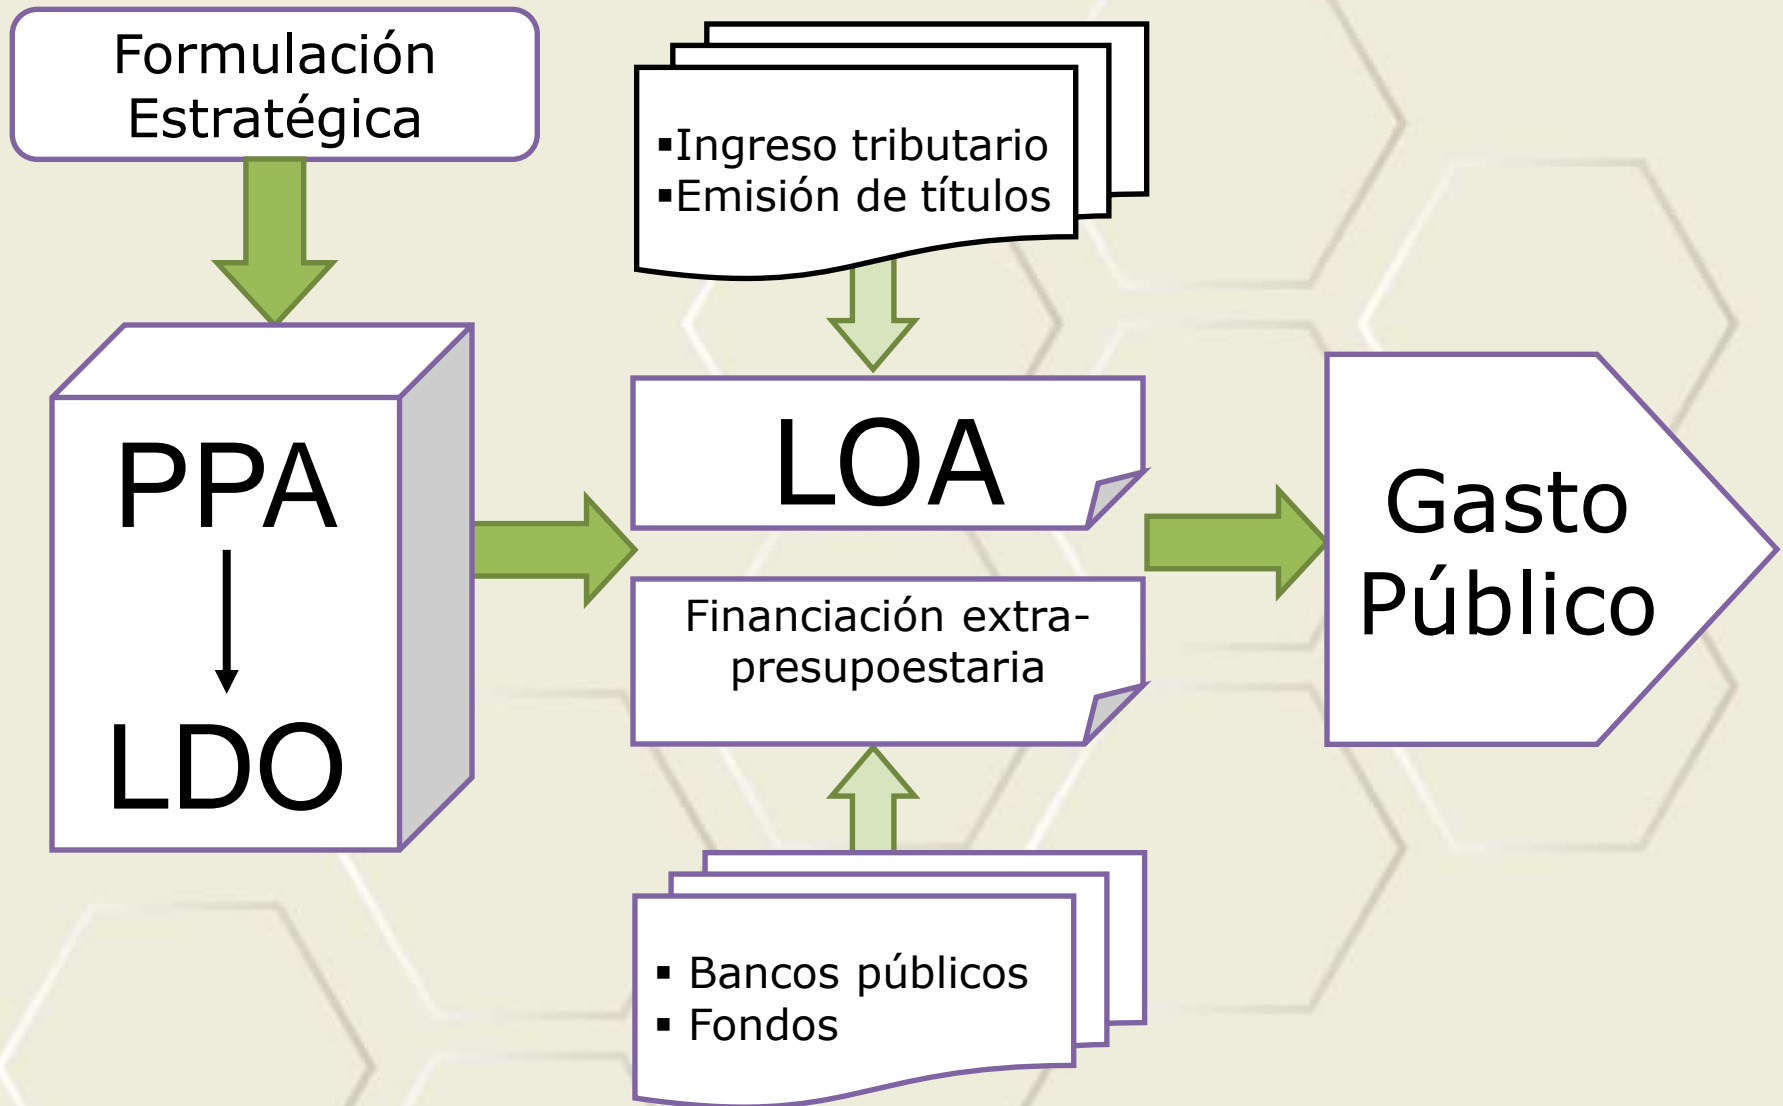 Formulación
Estratégica
▪Ingreso tributario
▪Emisión de títulos
PPA
LDO
LOA
Financiación extra-
presupoestaria
Gasto
Público
▪ Bancos públicos
▪ Fondos